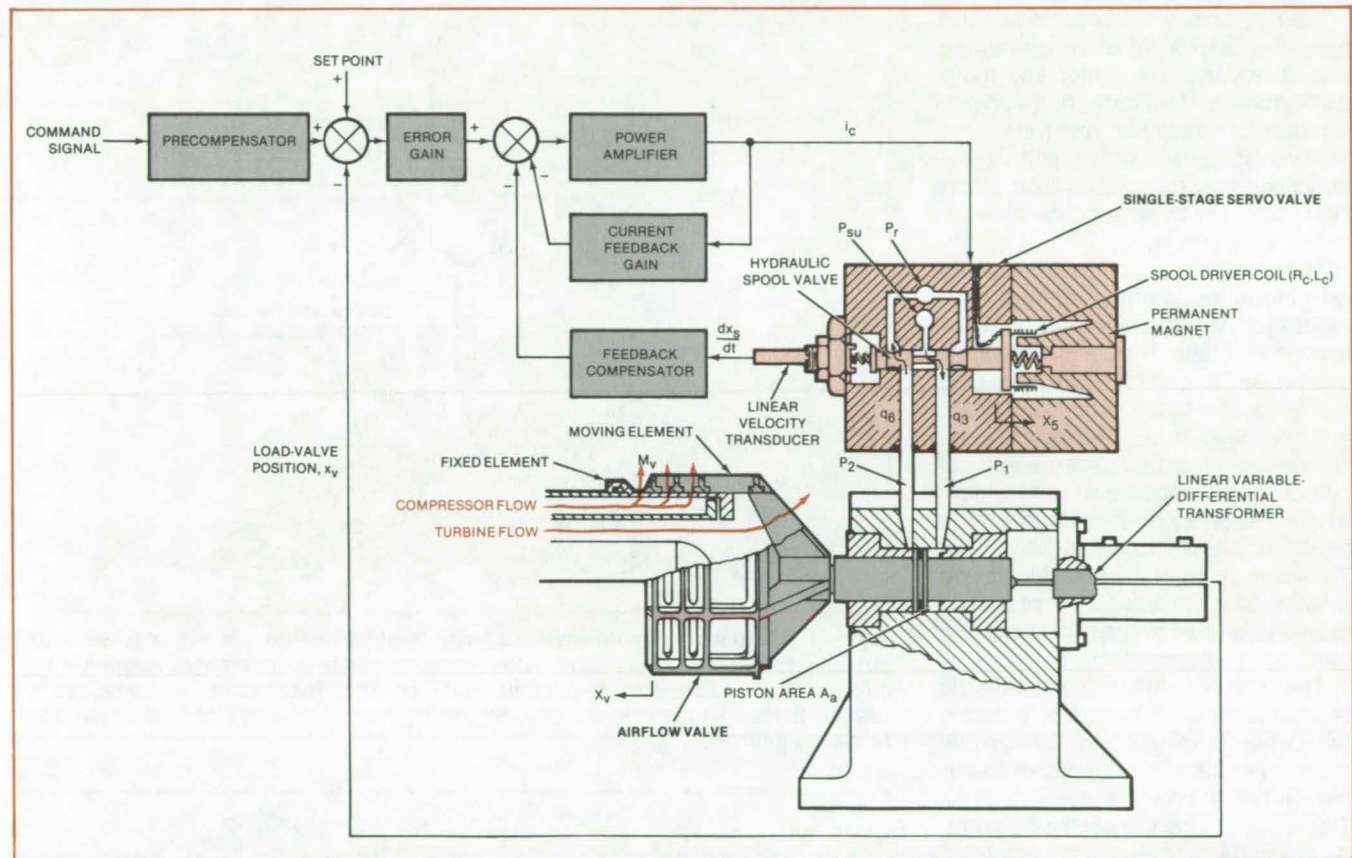 SET POINT
+
COMMAND
SIGNAL
PRECOMPENSATOR
+
−
ERROR
GAIN
+
−
−
POWER
AMPLIFIER
i_c
CURRENT
FEEDBACK
GAIN
FEEDBACK
COMPENSATOR
dx_s
dt
LINEAR
VELOCITY
TRANSDUCER
SINGLE-STAGE SERVO VALVE
P_su
P_r
HYDRAULIC
SPOOL VALVE
SPOOL DRIVER COIL (R_c,L_c)
PERMANENT
MAGNET
q_6
q_3
X_5
P_2
P_1
LOAD-VALVE
POSITION, x_v
MOVING ELEMENT
FIXED ELEMENT
M_v
COMPRESSOR FLOW
TURBINE FLOW
LINEAR VARIABLE-
DIFFERENTIAL
TRANSFORMER
PISTON AREA A_a
X_v
AIRFLOW VALVE